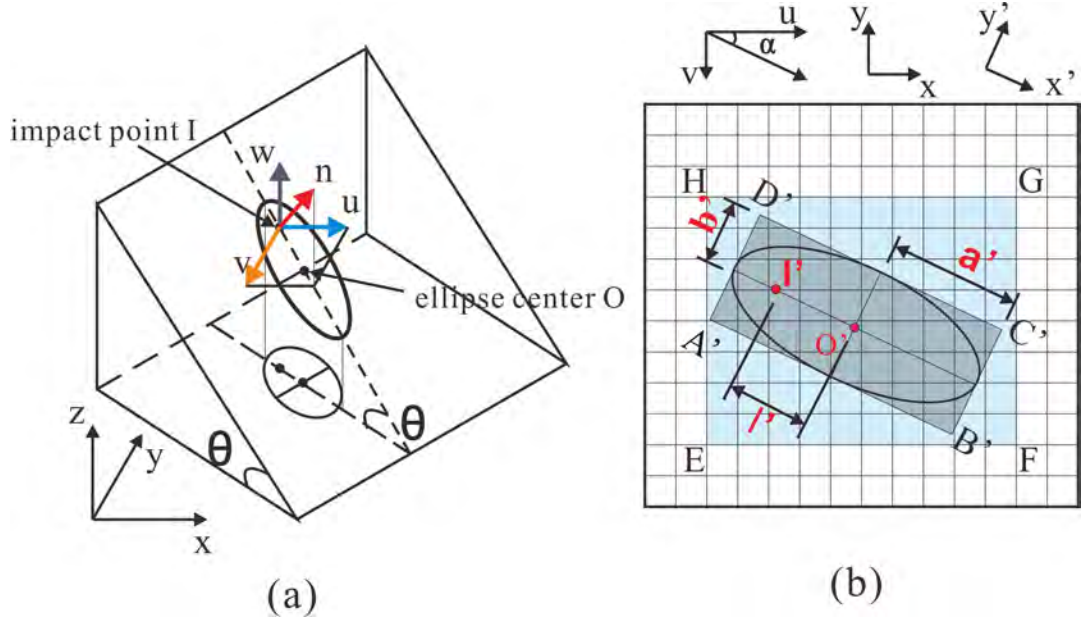 impact point I
w
n
u
v
ellipse center O
θ
θ
z
y
x
(a)
u
α
v
y
x
y’
x’
H
G
D’
b’
a’
I’
O’
A’
C’
l’
B’
E
F
(b)